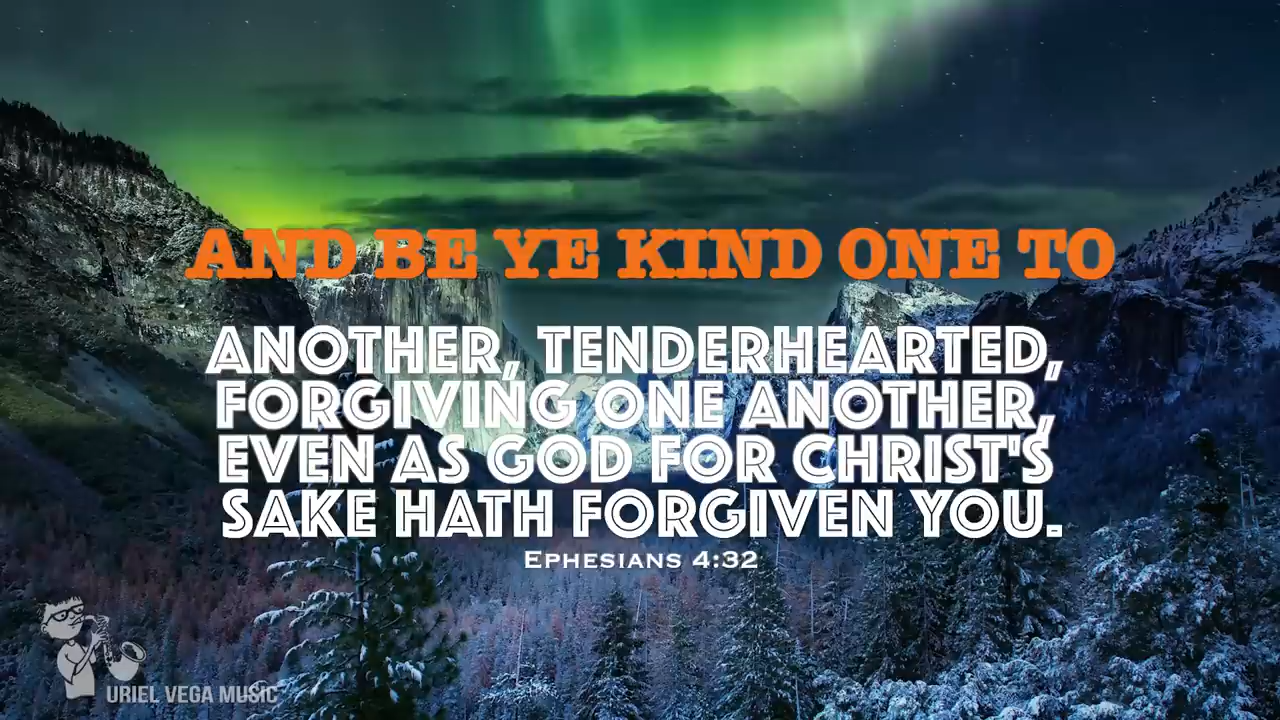 AND BE YE KIND ONE TO
ANOTHER, TENDERHEARTED,
FORGIVING ONE ANOTHER,
EVEN AS GOD FOR CHRIST'S
SAKE HATH FORGIVEN YOU.
EPHESIANS 4:32
URIEL VEGA MUSIC